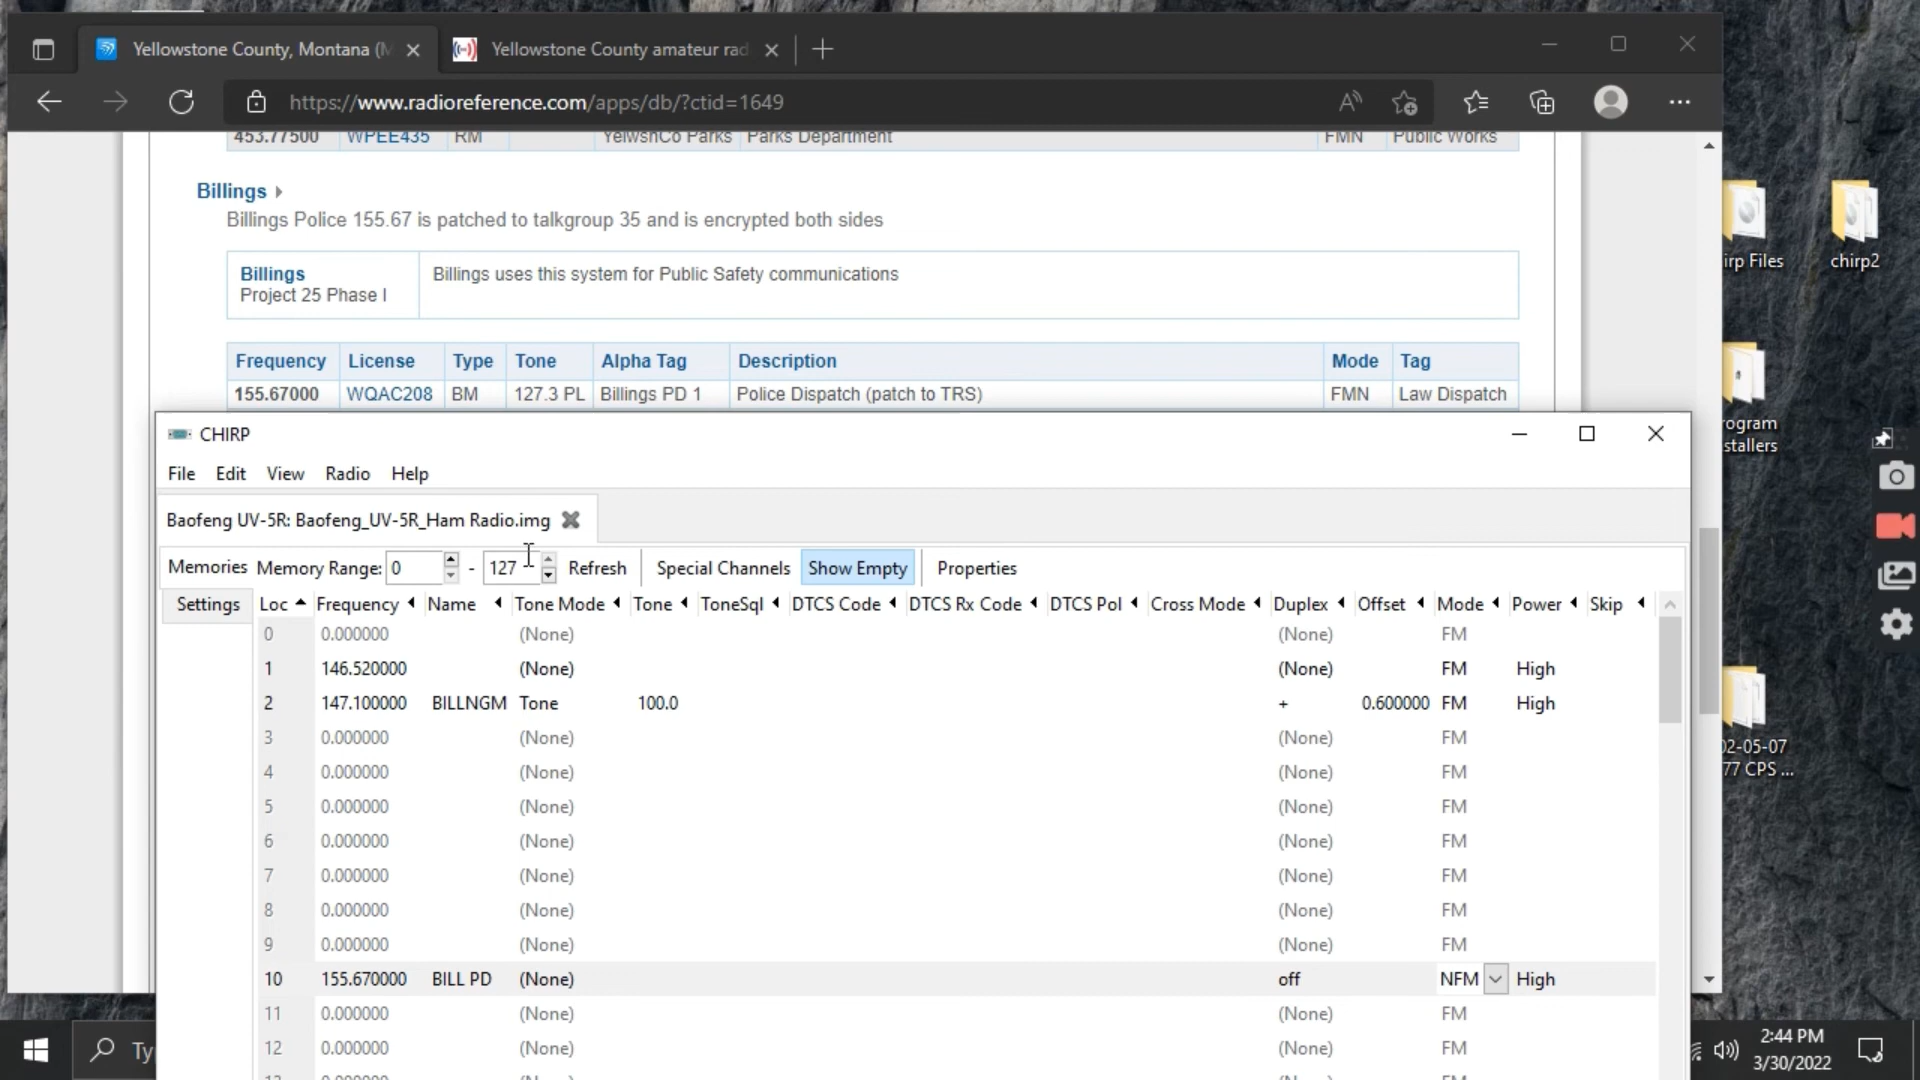 Yellowstone County, Montana (M
Yellowstone County amateur rad
https://www.radioreference.com/apps/db/?ctid=1649
453.77500 WPEE435 RM YelwsnCo Parks Parks Department FMN Public Works
Billings
Billings Police 155.67 is patched to talkgroup 35 and is encrypted both sides
Billings
Project 25 Phase I
Billings uses this system for Public Safety communications
Frequency License Type Tone Alpha Tag Description Mode Tag
155.67000 WQAC208 BM 127.3 PL Billings PD 1 Police Dispatch (patch to TRS) FMN Law Dispatch
CHIRP
File Edit View Radio Help
Baofeng UV-5R: Baofeng_UV-5R_Ham Radio.img
Memories Memory Range: 0 - 127 Refresh Special Channels Show Empty Properties
Settings
Loc Frequency Name Tone Mode Tone ToneSql DTCS Code DTCS Rx Code DTCS Pol Cross Mode Duplex Offset Mode Power Skip
0 0.000000 (None) (None) FM
1 146.520000 (None) (None) FM High
2 147.100000 BILLNGM Tone 100.0 + 0.600000 FM High
3 0.000000 (None) (None) FM
4 0.000000 (None) (None) FM
5 0.000000 (None) (None) FM
6 0.000000 (None) (None) FM
7 0.000000 (None) (None) FM
8 0.000000 (None) (None) FM
9 0.000000 (None) (None) FM
10 155.670000 BILL PD (None) off NFM High
11 0.000000 (None) (None) FM
12 0.000000 (None) (None) FM
irp Files
chirp2
rogram
stallers
02-05-07
77 CPS ...
Ty
2:44 PM
3/30/2022